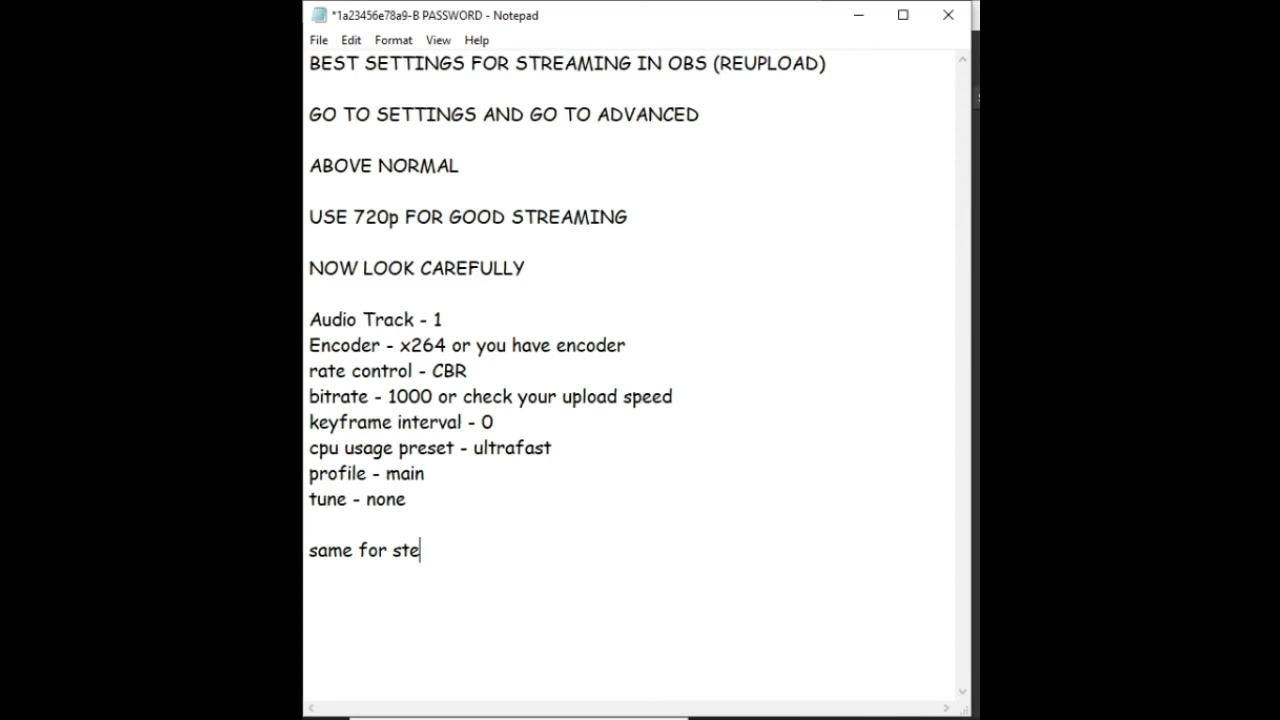 *1a23456e78a9-B PASSWORD - Notepad
File Edit Format View Help
BEST SETTINGS FOR STREAMING IN OBS (REUPLOAD)
GO TO SETTINGS AND GO TO ADVANCED
ABOVE NORMAL
USE 720p FOR GOOD STREAMING
NOW LOOK CAREFULLY
Audio Track - 1
Encoder - x264 or you have encoder
rate control - CBR
bitrate - 1000 or check your upload speed
keyframe interval - 0
cpu usage preset - ultrafast
profile - main
tune - none
same for ste